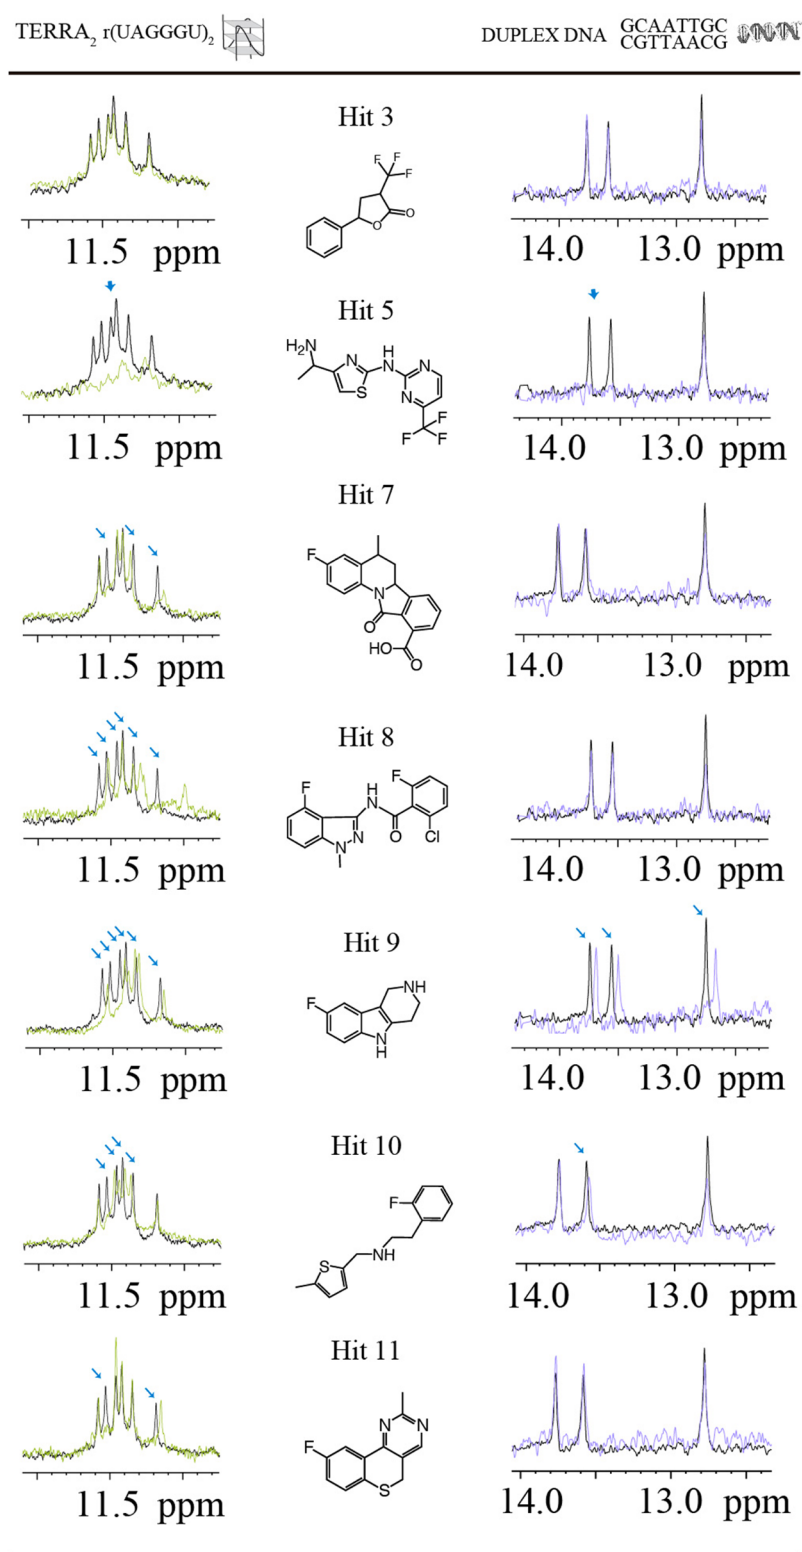 TERRA2 r(UAGGGU)2
DUPLEX DNA GCAATTGC
CGTTAACG
Hit 3
F
F
F
O
O
11.5 ppm
14.0 13.0 ppm
Hit 5
H2N
N
S
H
N
N
N
F
F
F
11.5 ppm
14.0 13.0 ppm
Hit 7
F
N
O
HO
O
11.5 ppm
14.0 13.0 ppm
Hit 8
F
H
N
F
O
Cl
N
N
11.5 ppm
14.0 13.0 ppm
Hit 9
NH
F
N
H
11.5 ppm
14.0 13.0 ppm
Hit 10
F
NH
S
11.5 ppm
14.0 13.0 ppm
Hit 11
N
N
F
S
11.5 ppm
14.0 13.0 ppm